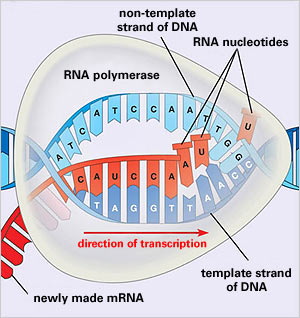 non-template
strand of DNA
RNA nucleotides
RNA polymerase
A T C A T C C A A T T G G
U
C A U C C A A U
T A G G T T A A C C
direction of transcription
template strand
of DNA
newly made mRNA